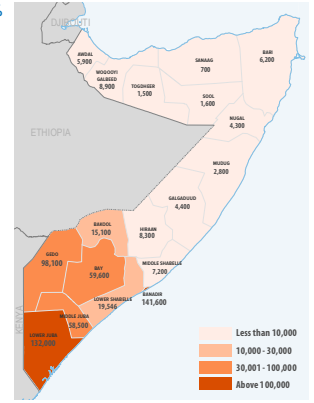 DJIBOUTI
AWDAL
5,900
WOQOOYI
GALBEED
8,900
TOGDHEER
1,500
SANAAG
700
BARI
6,200
SOOL
1,600
NUGAL
4,300
ETHIOPIA
MUDUG
2,800
GALGADUUD
4,400
HIRAAN
8,300
BAKOOL
15,100
GEDO
98,100
BAY
59,600
MIDDLE SHABELLE
7,200
BANADIR
141,600
LOWER SHABELLE
19,546
MIDDLE JUBA
58,500
LOWER JUBA
132,000
KENYA
Less than 10,000
10,000 - 30,000
30,001 - 100,000
Above 100,000